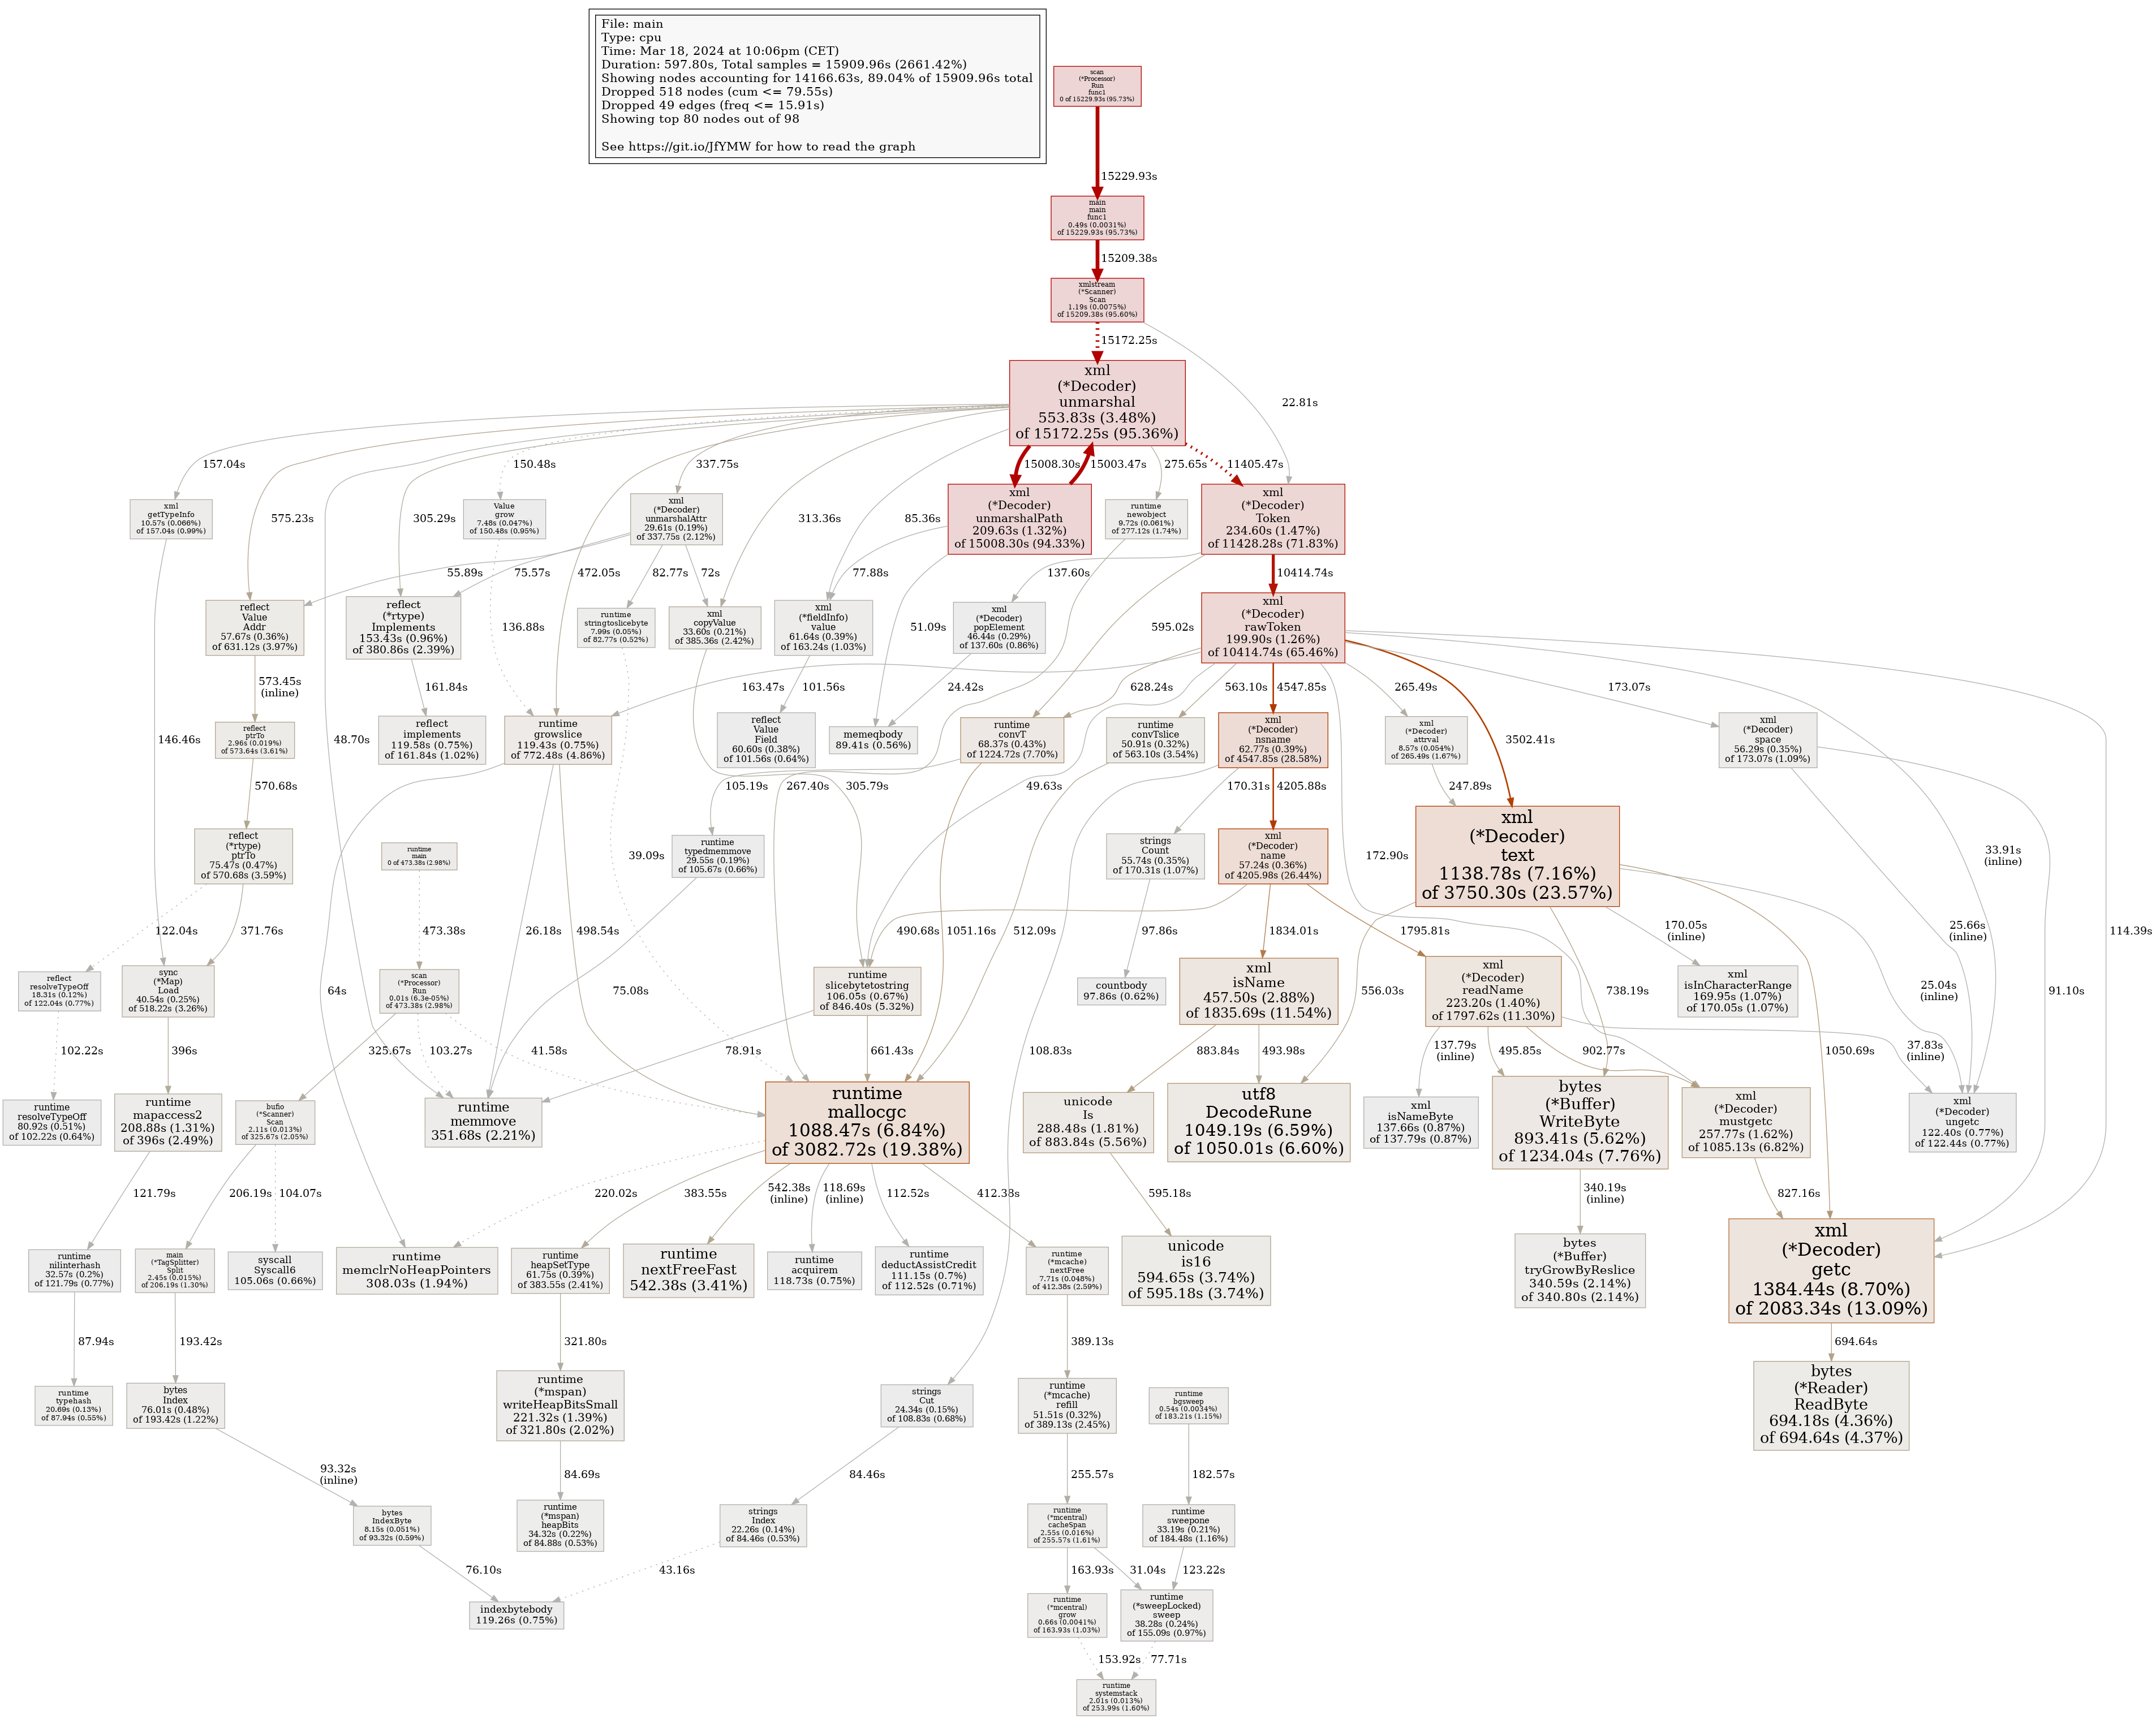 File: main
Type: cpu
Time: Mar 18, 2024 at 10:06pm (CET)
Duration: 597.80s, Total samples = 15909.96s (2661.42%)
Showing nodes accounting for 14166.63s, 89.04% of 15909.96s total
Dropped 518 nodes (cum <= 79.55s)
Dropped 49 edges (freq <= 15.91s)
Showing top 80 nodes out of 98
See https://git.io/JfYMW for how to read the graph
scan
(*Processor)
Run
func1
0 of 15229.93s (95.73%)
15229.93s
main
main
func1
0.49s (0.0031%)
of 15229.93s (95.73%)
15209.38s
xmlstream
(*Scanner)
Scan
1.19s (0.0075%)
of 15209.38s (95.60%)
15172.25s
22.81s
xml
(*Decoder)
unmarshal
553.83s (3.48%)
of 15172.25s (95.36%)
157.04s
575.23s
48.70s
305.29s
150.48s
472.05s
337.75s
313.36s
85.36s
15008.30s
15003.47s
275.65s
11405.47s
xml
getTypeInfo
10.57s (0.066%)
of 157.04s (0.99%)
Value
grow
7.48s (0.047%)
of 150.48s (0.95%)
xml
(*Decoder)
unmarshalAttr
29.61s (0.19%)
of 337.75s (2.12%)
xml
(*Decoder)
unmarshalPath
209.63s (1.32%)
of 15008.30s (94.33%)
runtime
newobject
9.72s (0.061%)
of 277.12s (1.74%)
xml
(*Decoder)
Token
234.60s (1.47%)
of 11428.28s (71.83%)
55.89s
75.57s
136.88s
82.77s
72s
77.88s
51.09s
137.60s
595.02s
10414.74s
reflect
Value
Addr
57.67s (0.36%)
of 631.12s (3.97%)
reflect
(*rtype)
Implements
153.43s (0.96%)
of 380.86s (2.39%)
runtime
stringtoslicebyte
7.99s (0.05%)
of 82.77s (0.52%)
xml
copyValue
33.60s (0.21%)
of 385.36s (2.42%)
xml
(*fieldInfo)
value
61.64s (0.39%)
of 163.24s (1.03%)
xml
(*Decoder)
popElement
46.44s (0.29%)
of 137.60s (0.86%)
xml
(*Decoder)
rawToken
199.90s (1.26%)
of 10414.74s (65.46%)
573.45s
(inline)
161.84s
101.56s
24.42s
163.47s
628.24s
563.10s
4547.85s
265.49s
3502.41s
173.07s
reflect
ptrTo
2.96s (0.019%)
of 573.64s (3.61%)
reflect
implements
119.58s (0.75%)
of 161.84s (1.02%)
runtime
growslice
119.43s (0.75%)
of 772.48s (4.86%)
reflect
Value
Field
60.60s (0.38%)
of 101.56s (0.64%)
memeqbody
89.41s (0.56%)
runtime
convT
68.37s (0.43%)
of 1224.72s (7.70%)
runtime
convTslice
50.91s (0.32%)
of 563.10s (3.54%)
xml
(*Decoder)
nsname
62.77s (0.39%)
of 4547.85s (28.58%)
xml
(*Decoder)
attrval
8.57s (0.054%)
of 265.49s (1.67%)
xml
(*Decoder)
space
56.29s (0.35%)
of 173.07s (1.09%)
146.46s
570.68s
105.19s
267.40s
305.79s
49.63s
170.31s
4205.88s
247.89s
reflect
(*rtype)
ptrTo
75.47s (0.47%)
of 570.68s (3.59%)
runtime
main
0 of 473.38s (2.98%)
runtime
typedmemmove
29.55s (0.19%)
of 105.67s (0.66%)
strings
Count
55.74s (0.35%)
of 170.31s (1.07%)
xml
(*Decoder)
name
57.24s (0.36%)
of 4205.98s (26.44%)
xml
(*Decoder)
text
1138.78s (7.16%)
of 3750.30s (23.57%)
39.09s
172.90s
33.91s
(inline)
122.04s
371.76s
473.38s
26.18s
498.54s
490.68s
1051.16s
512.09s
97.86s
1834.01s
1795.81s
170.05s
(inline)
25.66s
(inline)
114.39s
reflect
resolveTypeOff
18.31s (0.12%)
of 122.04s (0.77%)
sync
(*Map)
Load
40.54s (0.25%)
of 518.22s (3.26%)
64s
scan
(*Processor)
Run
0.01s (6.3e-05%)
of 473.38s (2.98%)
75.08s
runtime
slicebytetostring
106.05s (0.67%)
of 846.40s (5.32%)
countbody
97.86s (0.62%)
xml
isName
457.50s (2.88%)
of 1835.69s (11.54%)
xml
(*Decoder)
readName
223.20s (1.40%)
of 1797.62s (11.30%)
556.03s
738.19s
xml
isInCharacterRange
169.95s (1.07%)
of 170.05s (1.07%)
25.04s
(inline)
91.10s
102.22s
396s
325.67s
103.27s
41.58s
78.91s
661.43s
108.83s
883.84s
493.98s
137.79s
(inline)
495.85s
902.77s
1050.69s
37.83s
(inline)
runtime
resolveTypeOff
80.92s (0.51%)
of 102.22s (0.64%)
runtime
mapaccess2
208.88s (1.31%)
of 396s (2.49%)
bufio
(*Scanner)
Scan
2.11s (0.013%)
of 325.67s (2.05%)
runtime
memmove
351.68s (2.21%)
runtime
mallocgc
1088.47s (6.84%)
of 3082.72s (19.38%)
unicode
Is
288.48s (1.81%)
of 883.84s (5.56%)
utf8
DecodeRune
1049.19s (6.59%)
of 1050.01s (6.60%)
xml
isNameByte
137.66s (0.87%)
of 137.79s (0.87%)
bytes
(*Buffer)
WriteByte
893.41s (5.62%)
of 1234.04s (7.76%)
xml
(*Decoder)
mustgetc
257.77s (1.62%)
of 1085.13s (6.82%)
xml
(*Decoder)
ungetc
122.40s (0.77%)
of 122.44s (0.77%)
121.79s
206.19s
104.07s
220.02s
383.55s
542.38s
(inline)
118.69s
(inline)
112.52s
412.38s
595.18s
340.19s
(inline)
827.16s
runtime
nilinterhash
32.57s (0.2%)
of 121.79s (0.77%)
main
(*TagSplitter)
Split
2.45s (0.015%)
of 206.19s (1.30%)
syscall
Syscall6
105.06s (0.66%)
runtime
memclrNoHeapPointers
308.03s (1.94%)
runtime
heapSetType
61.75s (0.39%)
of 383.55s (2.41%)
runtime
nextFreeFast
542.38s (3.41%)
runtime
acquirem
118.73s (0.75%)
runtime
deductAssistCredit
111.15s (0.7%)
of 112.52s (0.71%)
runtime
(*mcache)
nextFree
7.71s (0.048%)
of 412.38s (2.59%)
unicode
is16
594.65s (3.74%)
of 595.18s (3.74%)
bytes
(*Buffer)
tryGrowByReslice
340.59s (2.14%)
of 340.80s (2.14%)
xml
(*Decoder)
getc
1384.44s (8.70%)
of 2083.34s (13.09%)
87.94s
193.42s
321.80s
389.13s
694.64s
runtime
typehash
20.69s (0.13%)
of 87.94s (0.55%)
bytes
Index
76.01s (0.48%)
of 193.42s (1.22%)
runtime
(*mspan)
writeHeapBitsSmall
221.32s (1.39%)
of 321.80s (2.02%)
strings
Cut
24.34s (0.15%)
of 108.83s (0.68%)
runtime
(*mcache)
refill
51.51s (0.32%)
of 389.13s (2.45%)
runtime
bgsweep
0.54s (0.0034%)
of 183.21s (1.15%)
bytes
(*Reader)
ReadByte
694.18s (4.36%)
of 694.64s (4.37%)
93.32s
(inline)
84.69s
84.46s
255.57s
182.57s
bytes
IndexByte
8.15s (0.051%)
of 93.32s (0.59%)
runtime
(*mspan)
heapBits
34.32s (0.22%)
of 84.88s (0.53%)
strings
Index
22.26s (0.14%)
of 84.46s (0.53%)
runtime
(*mcentral)
cacheSpan
2.55s (0.016%)
of 255.57s (1.61%)
runtime
sweepone
33.19s (0.21%)
of 184.48s (1.16%)
76.10s
43.16s
163.93s
31.04s
123.22s
indexbytebody
119.26s (0.75%)
runtime
(*mcentral)
grow
0.66s (0.0041%)
of 163.93s (1.03%)
runtime
(*sweepLocked)
sweep
38.28s (0.24%)
of 155.09s (0.97%)
153.92s
77.71s
runtime
systemstack
2.01s (0.013%)
of 253.99s (1.60%)